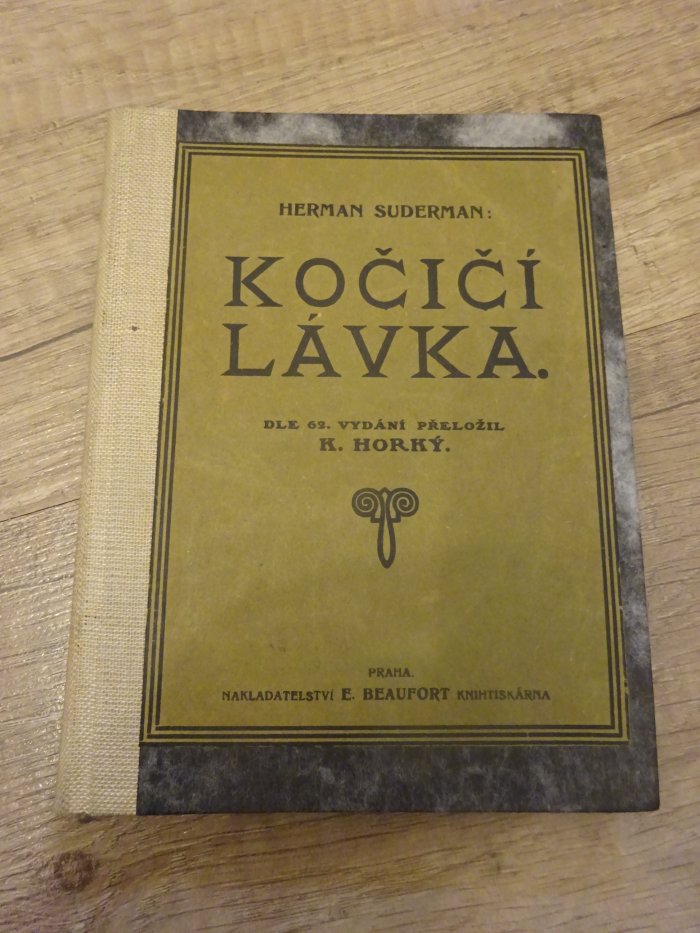 HERMAN SUDERMAN:
KOČIČÍ
LÁVKA.
DLE 62. VYDÁNÍ PŘELOŽIL
K. HORKÝ.
PRAHA.
NAKLADATELSTVÍ E. BEAUFORT KNIHTISKÁRNA